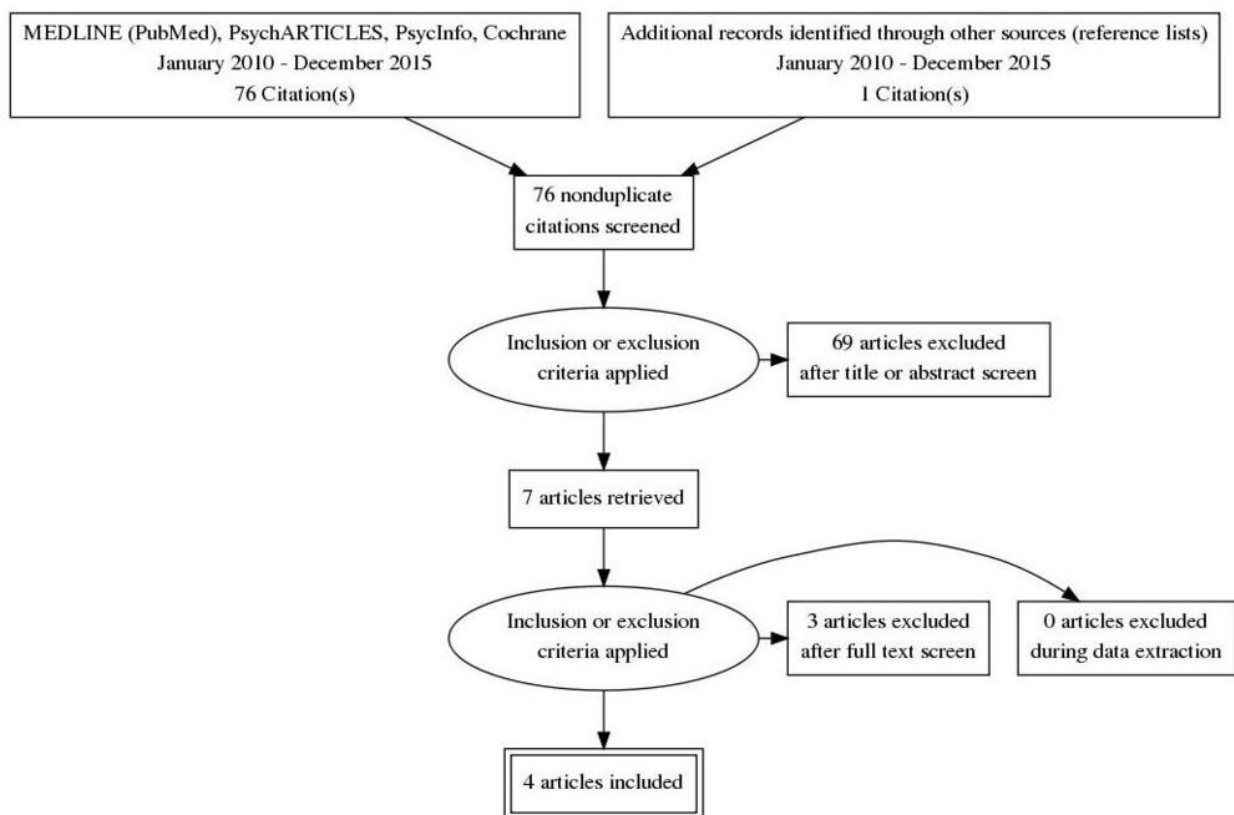 MEDLINE (PubMed), PsychARTICLES, PsycInfo, Cochrane
January 2010 - December 2015
76 Citation(s)
Additional records identified through other sources (reference lists)
January 2010 - December 2015
1 Citation(s)
76 nonduplicate
citations screened
Inclusion or exclusion
criteria applied
69 articles excluded
after title or abstract screen
7 articles retrieved
Inclusion or exclusion
criteria applied
3 articles excluded
after full text screen
0 articles excluded
during data extraction
4 articles included